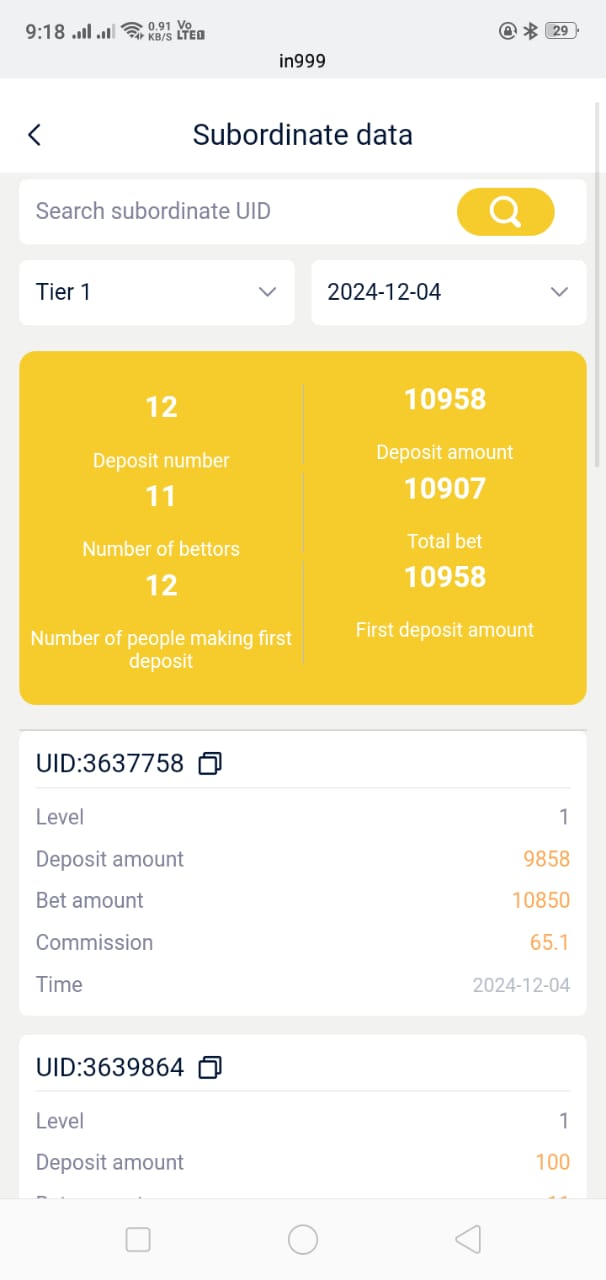 9:18 0.91 KB/S Vo LTE 29
in999
Subordinate data
Search subordinate UID
Tier 1 2024-12-04
12 10958
Deposit number Deposit amount
11 10907
Number of bettors Total bet
12 10958
Number of people making first First deposit amount
deposit
UID:3637758
Level 1
Deposit amount 9858
Bet amount 10850
Commission 65.1
Time 2024-12-04
UID:3639864
Level 1
Deposit amount 100